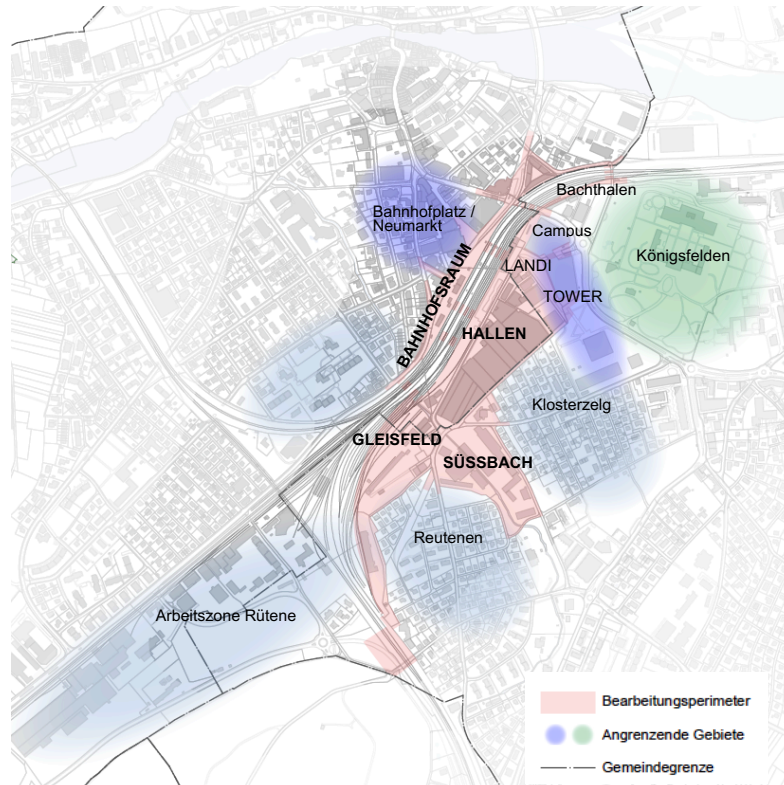 Bachthalen
Bahnhofplatz /
Neumarkt
Campus
Königsfelden
LANDI
BAHNHOFSRAUM
TOWER
HALLEN
Klosterzelg
GLEISFELD
SÜSSBACH
Reutenen
Arbeitszone Rütene
Bearbeitungsperimeter
Angrenzende Gebiete
Gemeindegrenze